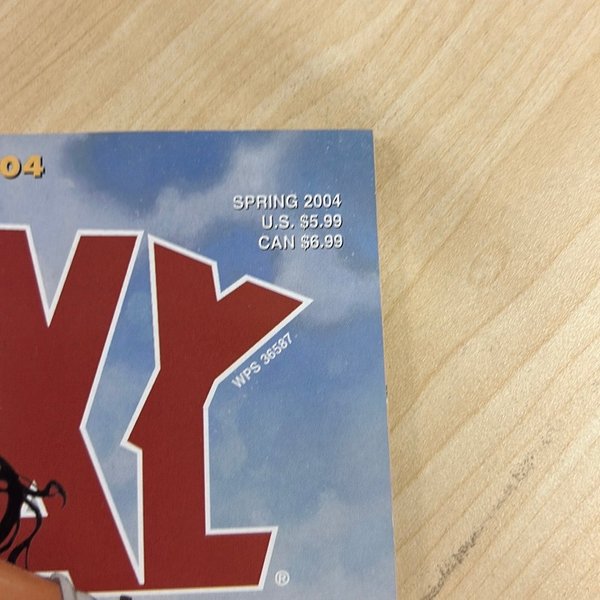 04
SPRING 2004
U.S. $5.99
CAN $6.99
WPS 36587
®